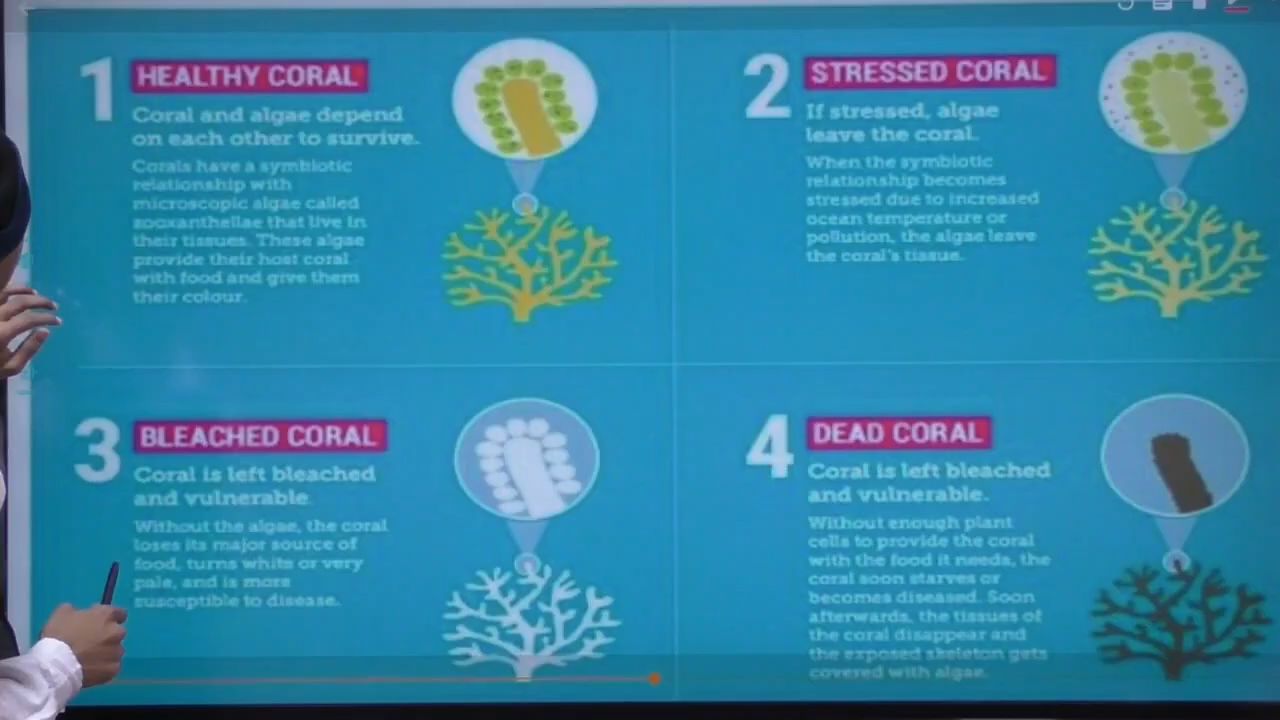 1
HEALTHY CORAL
Coral and algae depend
on each other to survive.
Corals have a symbiotic
relationship with
microscopic algae called
zooxanthellae that live in
their tissues. These algae
provide their host coral
with food and give them
their colour.
2
STRESSED CORAL
If stressed, algae
leave the coral.
When the symbiotic
relationship becomes
stressed due to increased
ocean temperature or
pollution, the algae leave
the coral's tissue.
3
BLEACHED CORAL
Coral is left bleached
and vulnerable.
Without the algae, the coral
loses its major source of
food, turns white or very
pale, and is more
susceptible to disease.
4
DEAD CORAL
Coral is left bleached
and vulnerable.
Without enough plant
cells to provide the coral
with the food it needs, the
coral soon starves or
becomes diseased. Soon
afterwards, the tissues of
the coral disappear and
the exposed skeleton gets
covered with algae.